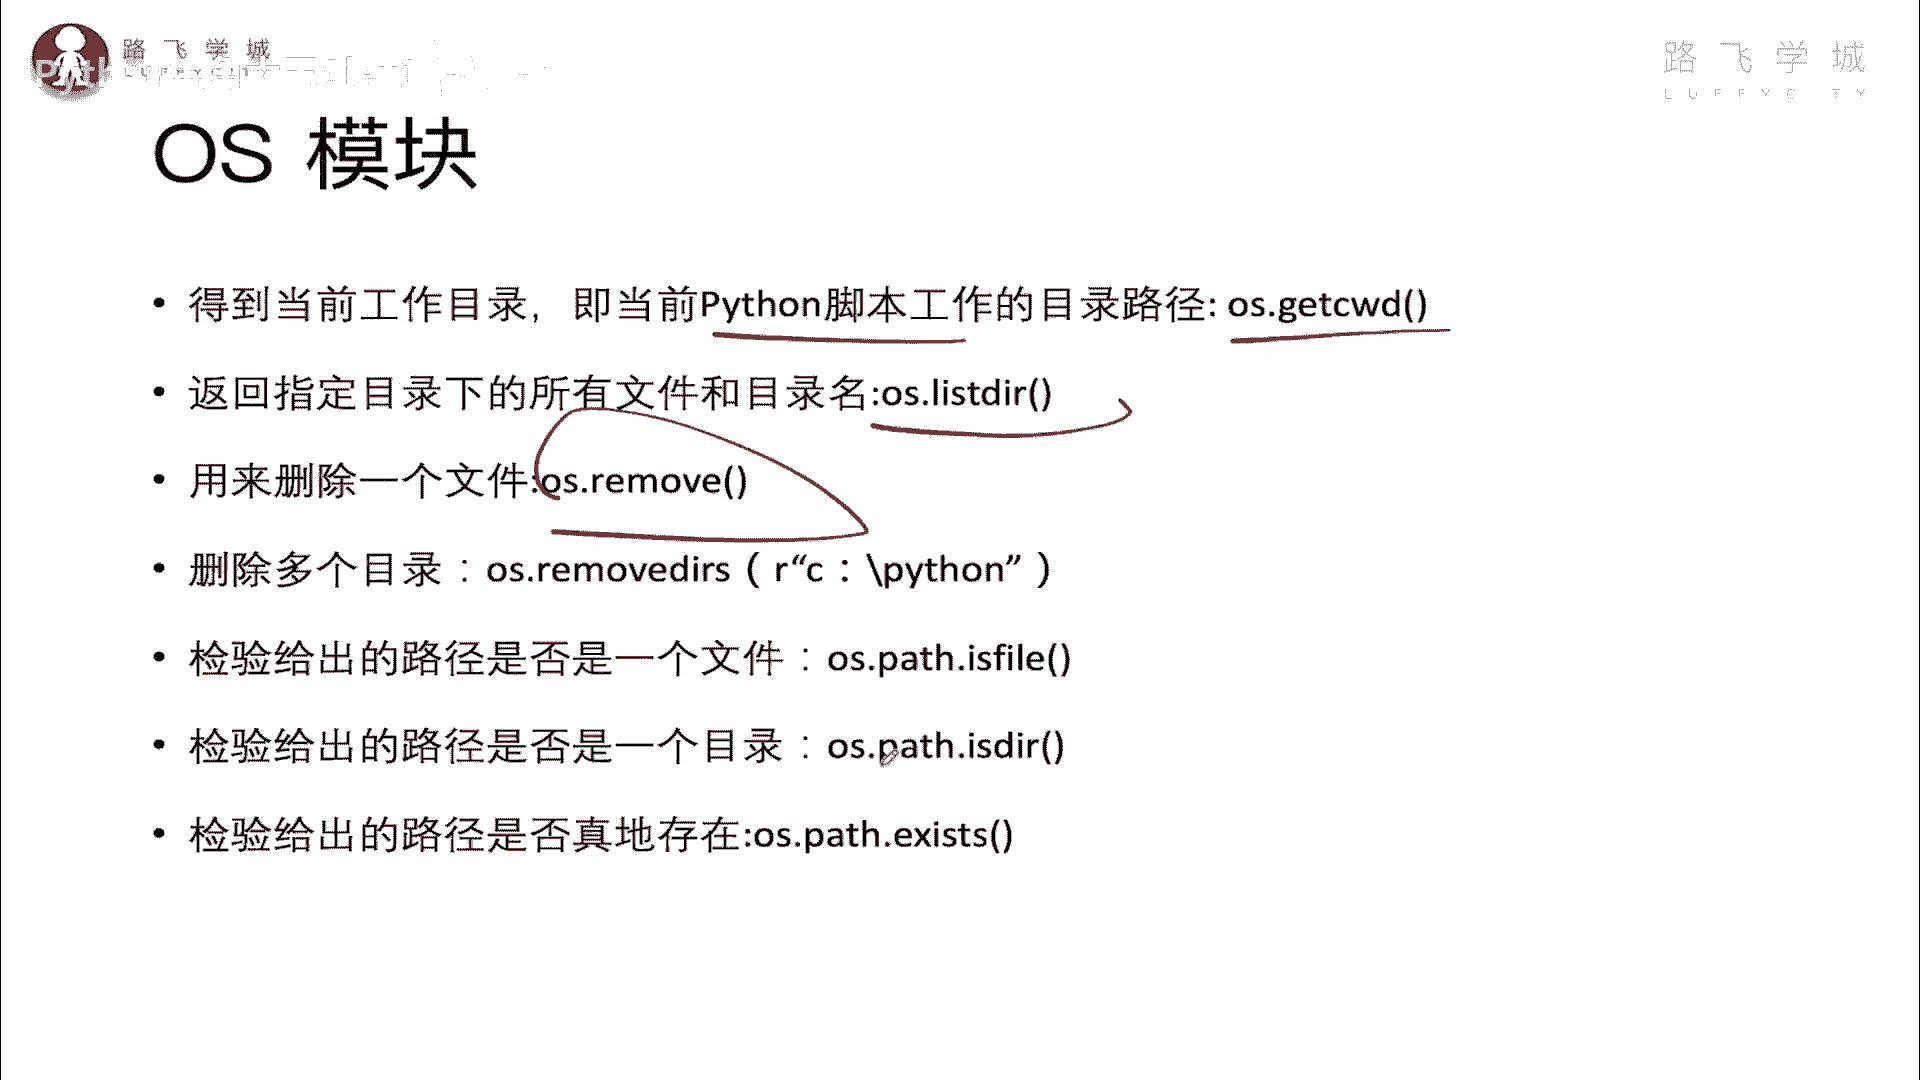 路飞学城
路飞学城
LUFFYCITY
OS 模块
• 得到当前工作目录，即当前Python脚本工作的目录路径: os.getcwd()
• 返回指定目录下的所有文件和目录名:os.listdir()
• 用来删除一个文件:os.remove()
• 删除多个目录：os.removedirs（r“c：\python”）
• 检验给出的路径是否是一个文件：os.path.isfile()
• 检验给出的路径是否是一个目录：os.path.isdir()
• 检验给出的路径是否真地存在:os.path.exists()